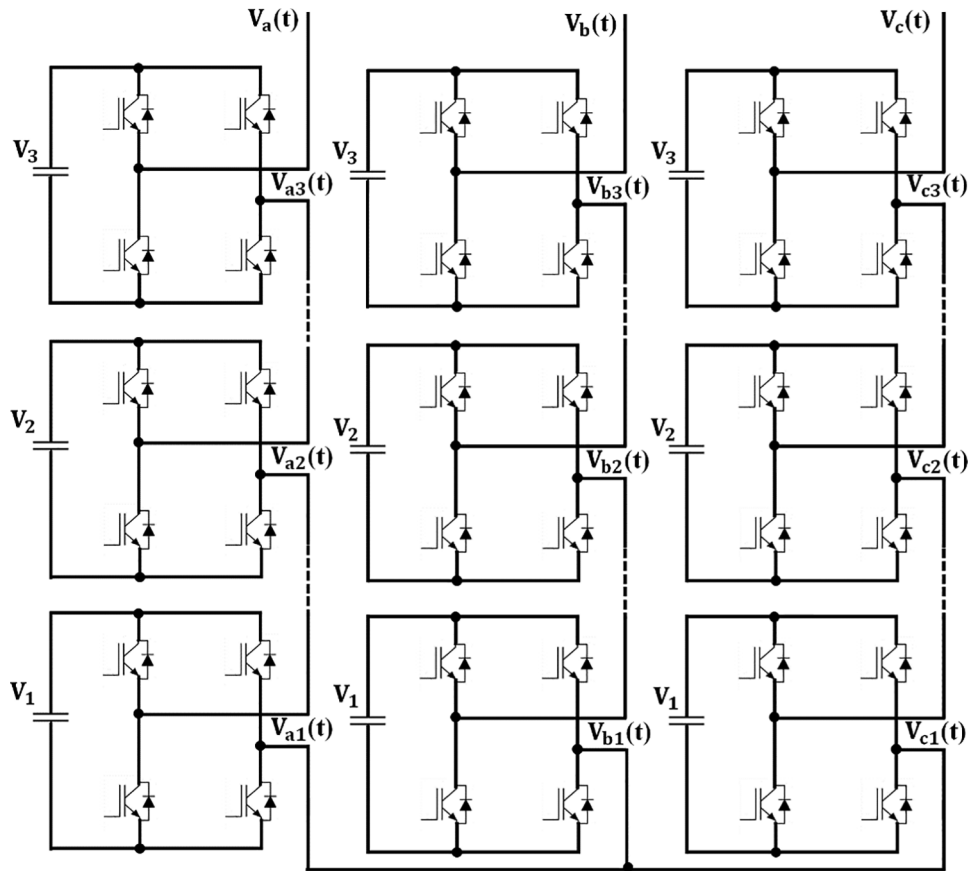 Va(t)
Vb(t)
Vc(t)
V3
Va3(t)
V3
Vb3(t)
V3
Vc3(t)
V2
Va2(t)
V2
Vb2(t)
V2
Vc2(t)
V1
Va1(t)
V1
Vb1(t)
V1
Vc1(t)